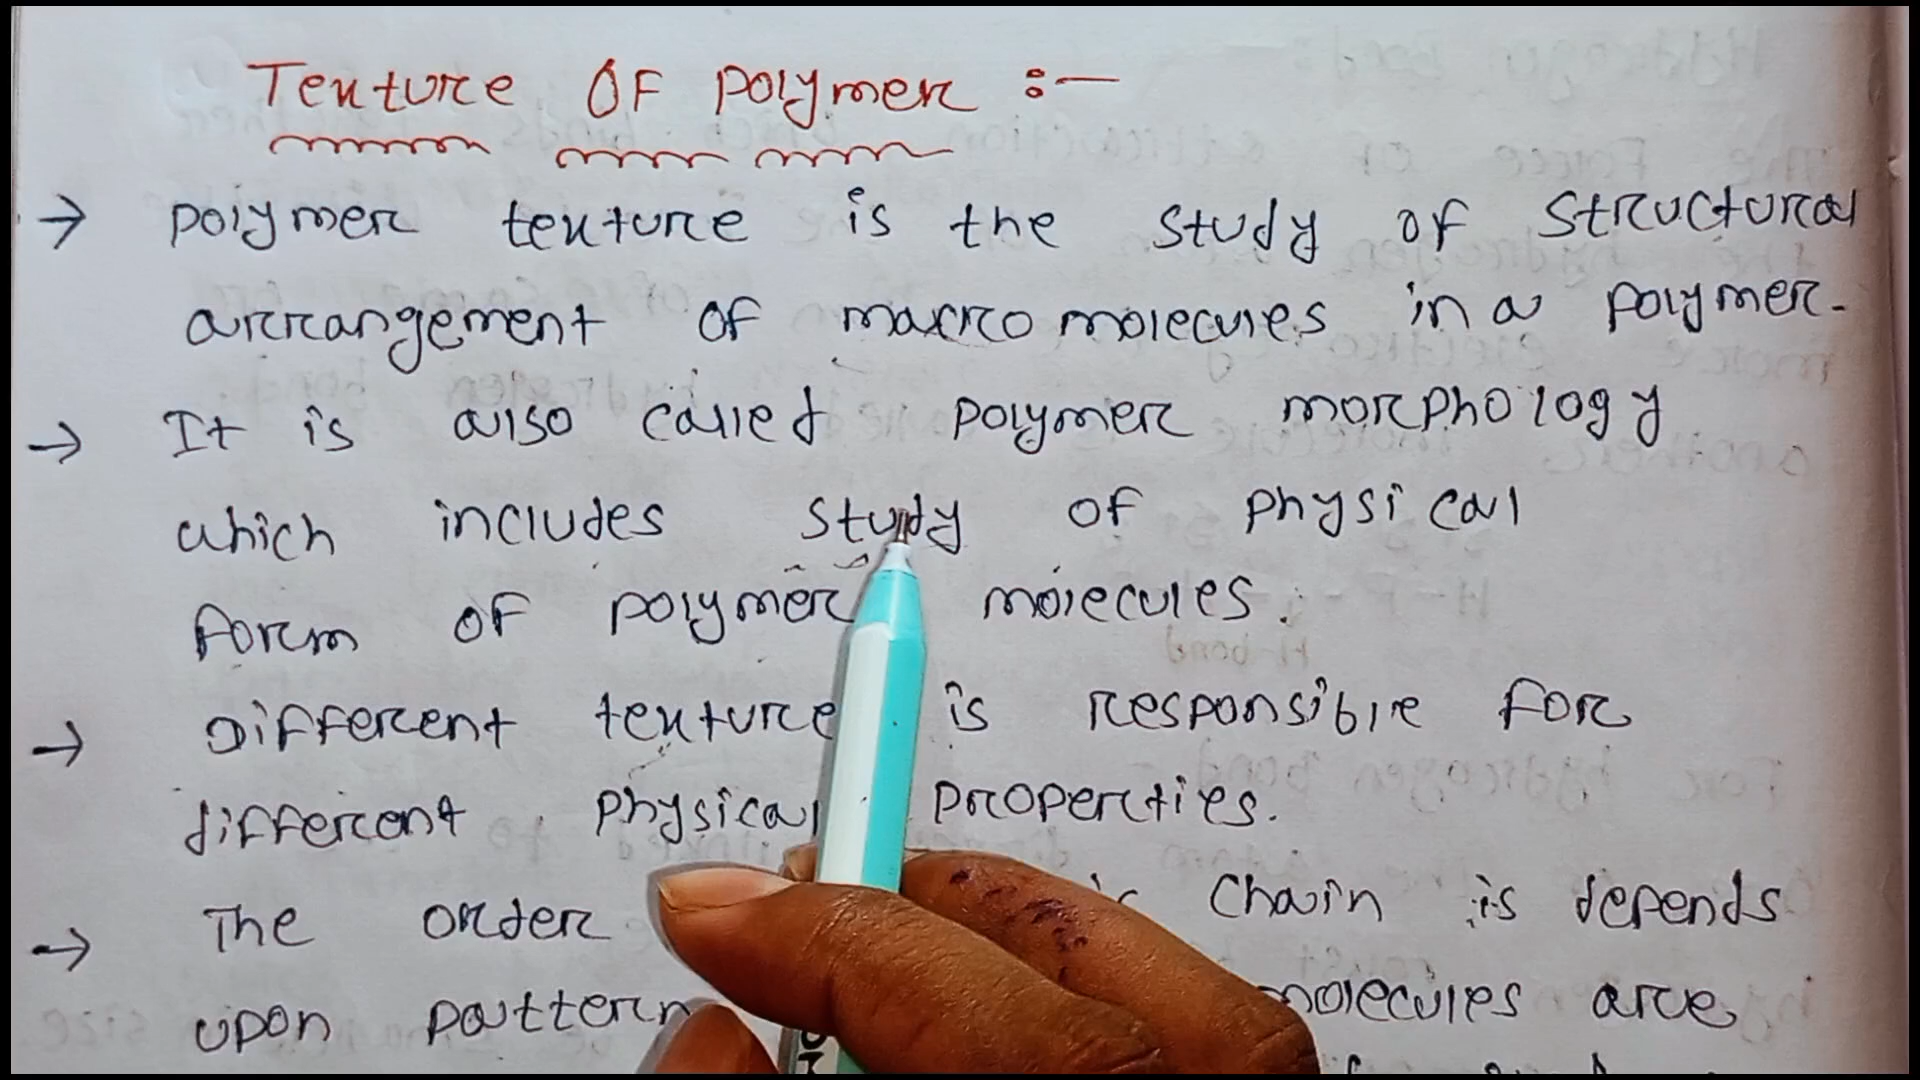 Texture OF Polymer :-
→ Polymer texture is the study of structural
arrangement of macro molecules in a polymer.
→ It is also called polymer morphology
which includes study of physical
form of polymer molecules.
→ Different texture is responsible for
different physical properties.
→ The order chain is depends
upon pattern molecules are